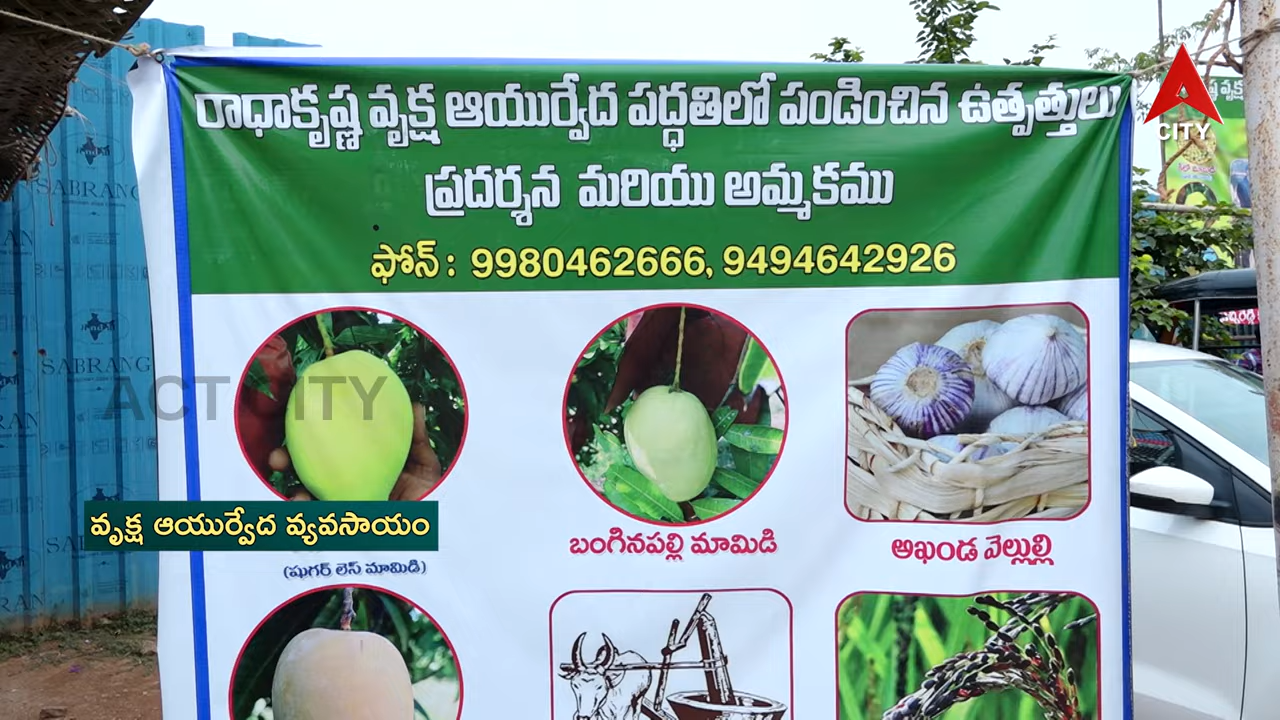 రాధాకృష్ణ వృక్ష ఆయుర్వేద పద్ధతిలో పండించిన ఉత్పత్తులు
ప్రదర్శన మరియు అమ్మకము
ఫోన్ : 9980462666, 9494642926
CITY
SABRANG
SABRANG
ACT CITY
వృక్ష ఆయుర్వేద వ్యవసాయం
(షుగర్ లెస్ మామిడి)
బంగినపల్లి మామిడి
అఖండ వెల్లుల్లి